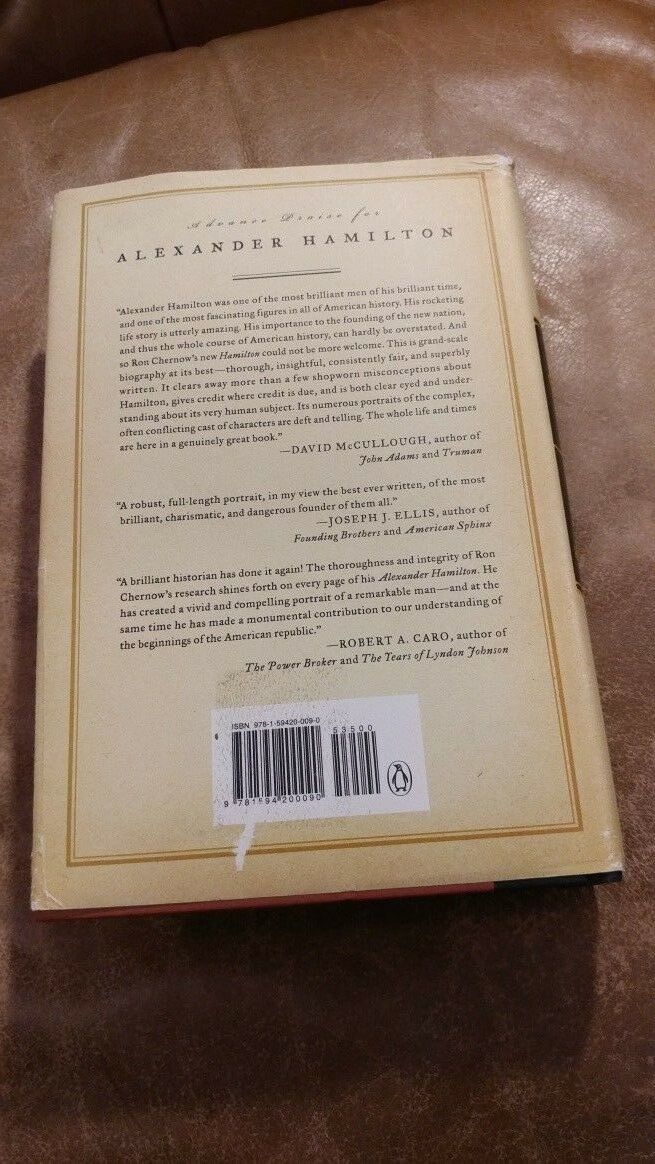 Advance Praise for
ALEXANDER HAMILTON
"Alexander Hamilton was one of the most brilliant men of his brilliant time,
and one of the most fascinating figures in all of American history. His rocketing
life story is utterly amazing. His importance to the founding of the new nation,
and thus the whole course of American history, can hardly be overstated. And
so Ron Chernow's new Hamilton could not be more welcome. This is grand-scale
biography at its best—thorough, insightful, consistently fair, and superbly
written. It clears away more than a few shopworn misconceptions about
Hamilton, gives credit where credit is due, and is both clear eyed and under-
standing about its very human subject. Its numerous portraits of the complex,
often conflicting cast of characters are deft and telling. The whole life and times
are here in a genuinely great book."
—DAVID McCULLOUGH, author of
John Adams and Truman
"A robust, full-length portrait, in my view the best ever written, of the most
brilliant, charismatic, and dangerous founder of them all."
—JOSEPH J. ELLIS, author of
Founding Brothers and American Sphinx
"A brilliant historian has done it again! The thoroughness and integrity of Ron
Chernow's research shines forth on every page of his Alexander Hamilton. He
has created a vivid and compelling portrait of a remarkable man—and at the
same time he has made a monumental contribution to our understanding of
the beginnings of the American republic."
—ROBERT A. CARO, author of
The Power Broker and The Years of Lyndon Johnson
ISBN 978-1-59420-009-0
53500
9 781594 200090